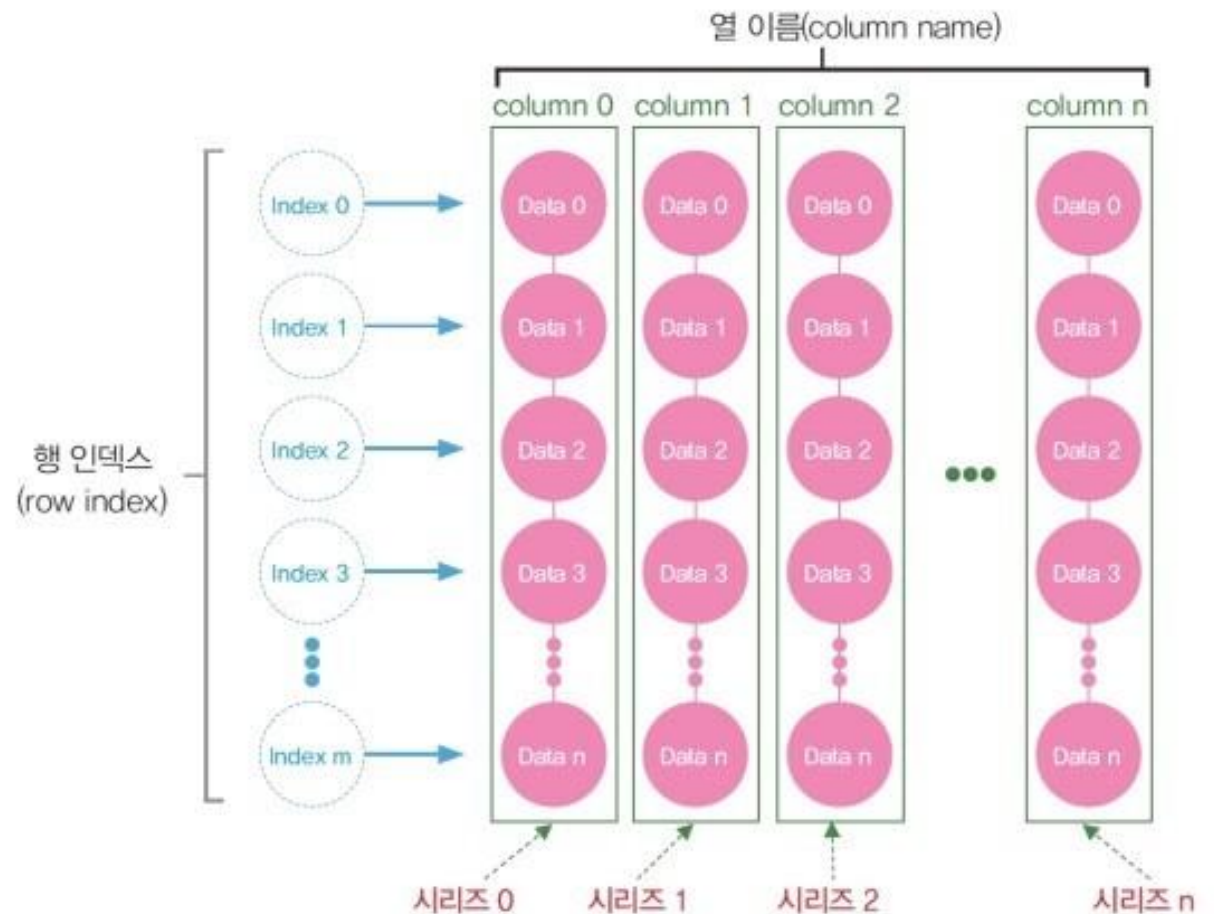 열 이름(column name)
column 0 column 1 column 2 column n
Index 0 Data 0 Data 0 Data 0 Data 0
Index 1 Data 1 Data 1 Data 1 Data 1
Index 2 Data 2 Data 2 Data 2 Data 2
행 인덱스
(row index)
Index 3 Data 3 Data 3 Data 3 Data 3
Index m Data n Data n Data n Data n
시리즈 0 시리즈 1 시리즈 2 시리즈 n